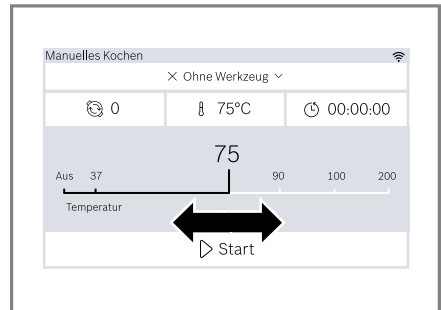 Manuelles Kochen
Ohne Werkzeug
0 75°C 00:00:00
75
Aus 37 90 100 200
Temperatur
Start